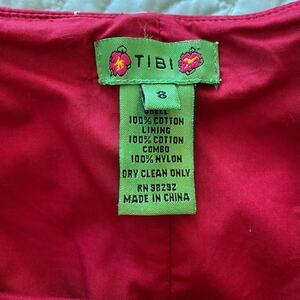 TIBI
8
SHELL
100% COTTON
LINING
100% COTTON
COMBO
100% NYLON
DRY CLEAN ONLY
RN 98292
MADE IN CHINA